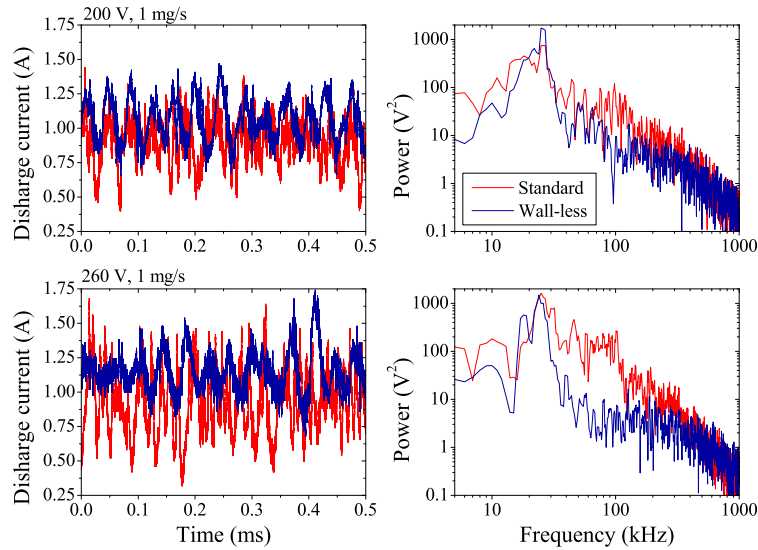 200 V, 1 mg/s
Disharge current (A)
1.75
1.50
1.25
1.00
0.75
0.50
0.25
0.0 0.1 0.2 0.3 0.4 0.5
Power (V²)
1000
100
10
1
0.1
10 100 1000
Standard
Wall-less
260 V, 1 mg/s
Disharge current (A)
1.75
1.50
1.25
1.00
0.75
0.50
0.25
0.0 0.1 0.2 0.3 0.4 0.5
Time (ms)
Power (V²)
1000
100
10
1
0.1
10 100 1000
Frequency (kHz)